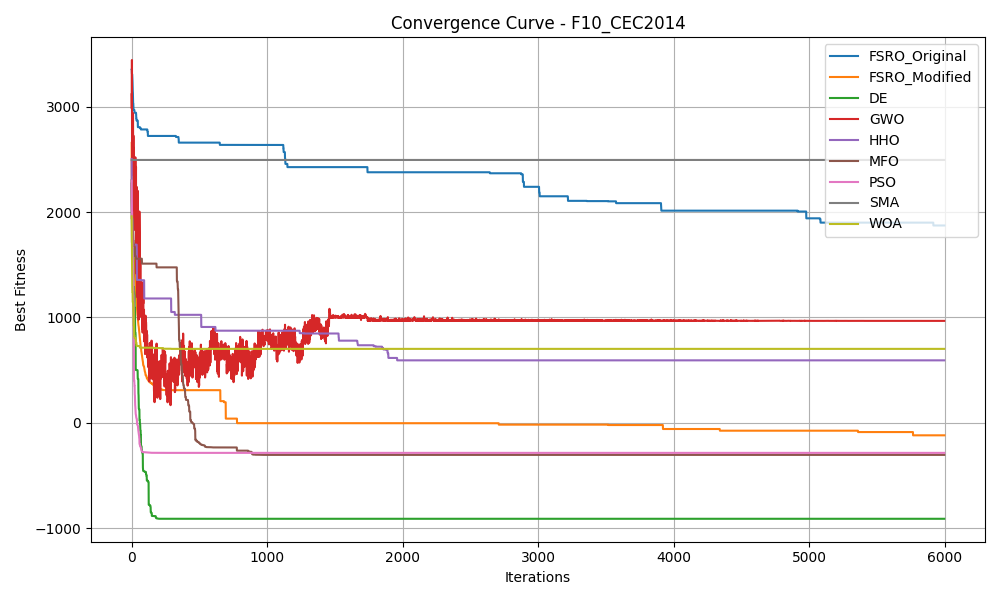 Convergence Curve - F10_CEC2014
Best Fitness
3000
2000
1000
0
−1000
0
1000
2000
3000
4000
5000
6000
Iterations
FSRO_Original
FSRO_Modified
DE
GWO
HHO
MFO
PSO
SMA
WOA